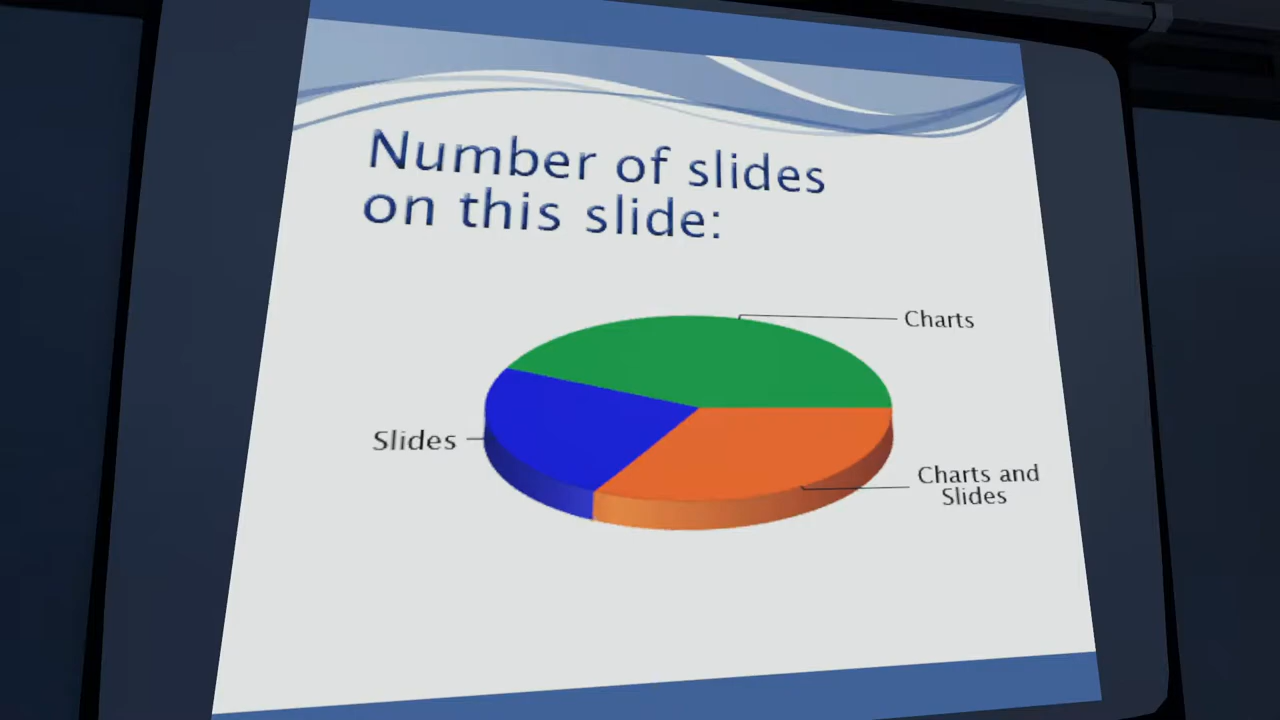 Number of slides
on this slide:
Charts
Slides
Charts and
Slides